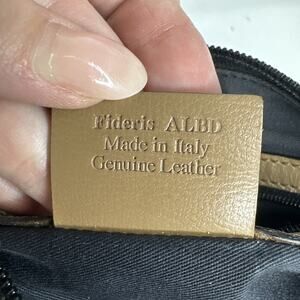 Fideris ALBD
Made in Italy
Genuine Leather